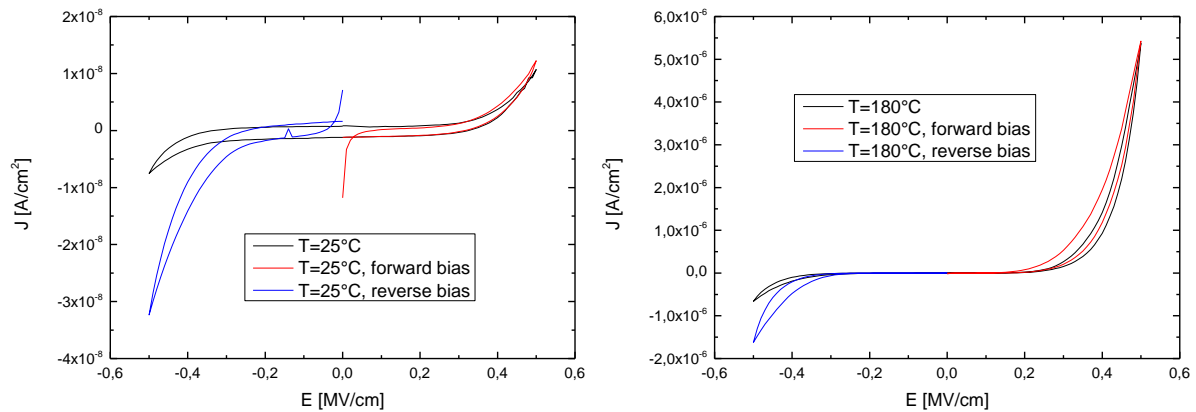 2x10⁻⁸
1x10⁻⁸
0
-1x10⁻⁸
-2x10⁻⁸
-3x10⁻⁸
-4x10⁻⁸
J [A/cm²]
T=25°C
T=25°C, forward bias
T=25°C, reverse bias
-0,6 -0,4 -0,2 0,0 0,2 0,4 0,6
E [MV/cm]
6,0x10⁻⁶
5,0x10⁻⁶
4,0x10⁻⁶
3,0x10⁻⁶
2,0x10⁻⁶
1,0x10⁻⁶
0,0
-1,0x10⁻⁶
-2,0x10⁻⁶
J [A/cm²]
T=180°C
T=180°C, forward bias
T=180°C, reverse bias
-0,6 -0,4 -0,2 0,0 0,2 0,4 0,6
E [MV/cm]